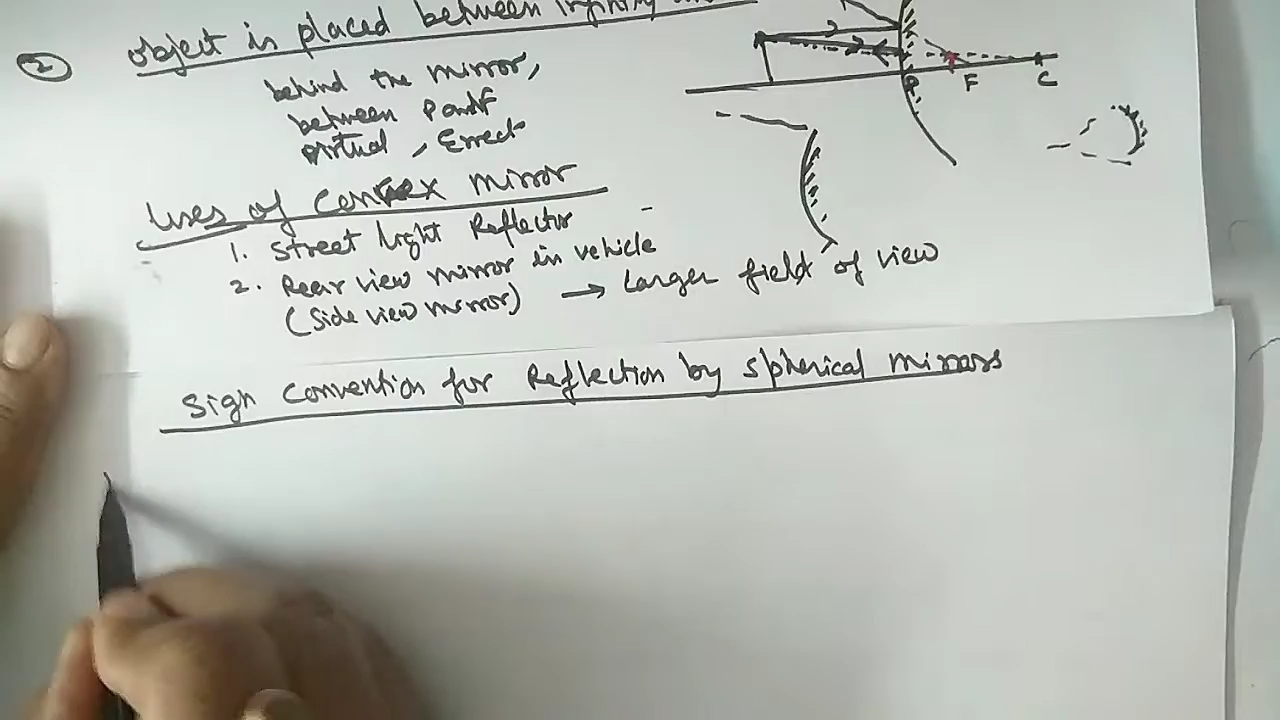 2 Object is placed between infinity
behind the mirror,
between P and F
virtual, Erect
Uses of convex mirror
1. Street light Reflector
2. Rear view mirror in vehicle
(Side view mirror) → Larger field of view
P F C
Sign Convention for Reflection by Spherical mirrors